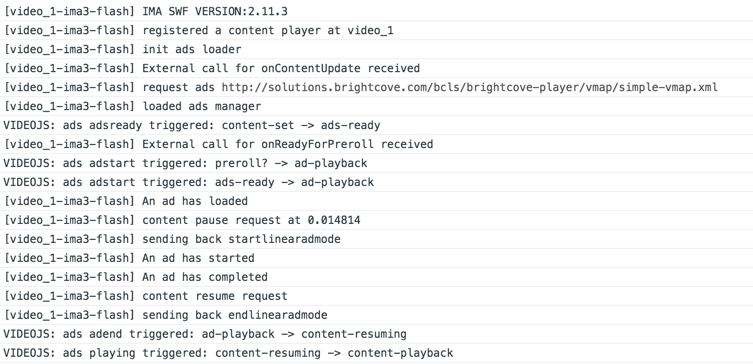 [video_1-ima3-flash] IMA SWF VERSION:2.11.3
[video_1-ima3-flash] registered a content player at video_1
[video_1-ima3-flash] init ads loader
[video_1-ima3-flash] External call for onContentUpdate received
[video_1-ima3-flash] request ads http://solutions.brightcove.com/bcls/brightcove-player/vmap/simple-vmap.xml
[video_1-ima3-flash] loaded ads manager
VIDEOJS: ads adsready triggered: content-set -> ads-ready
[video_1-ima3-flash] External call for onReadyForPreroll received
VIDEOJS: ads adstart triggered: preroll? -> ad-playback
VIDEOJS: ads adstart triggered: ads-ready -> ad-playback
[video_1-ima3-flash] An ad has loaded
[video_1-ima3-flash] content pause request at 0.014814
[video_1-ima3-flash] sending back startlinearadmode
[video_1-ima3-flash] An ad has started
[video_1-ima3-flash] An ad has completed
[video_1-ima3-flash] content resume request
[video_1-ima3-flash] sending back endlinearadmode
VIDEOJS: ads adend triggered: ad-playback -> content-resuming
VIDEOJS: ads playing triggered: content-resuming -> content-playback